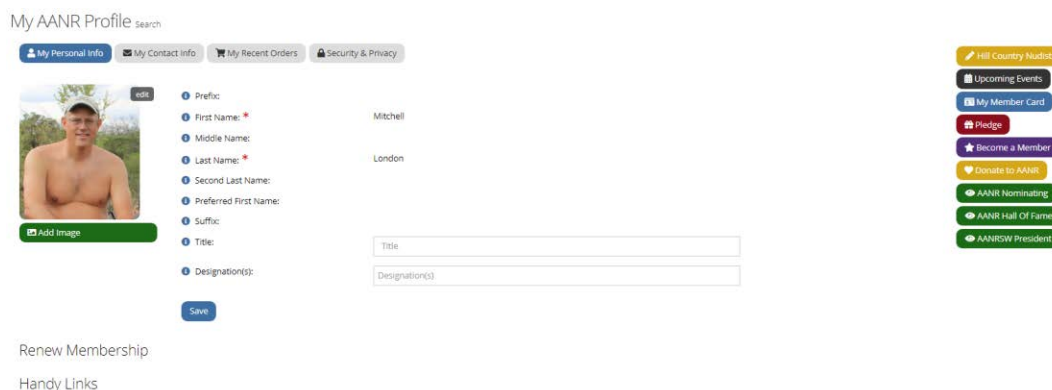 My AANR Profile Search
My Personal Info
My Contact Info
My Recent Orders
Security & Privacy
edit
Add Image
Prefix:
First Name: * Mitchell
Middle Name:
Last Name: * London
Second Last Name:
Preferred First Name:
Suffix:
Title: Title
Designation(s): Designation(s)
Save
Hill Country Nudist
Upcoming Events
My Member Card
Pledge
Become a Member
Donate to AANR
AANR Nominating
AANR Hall Of Fame
AANRSW President
Renew Membership
Handy Links